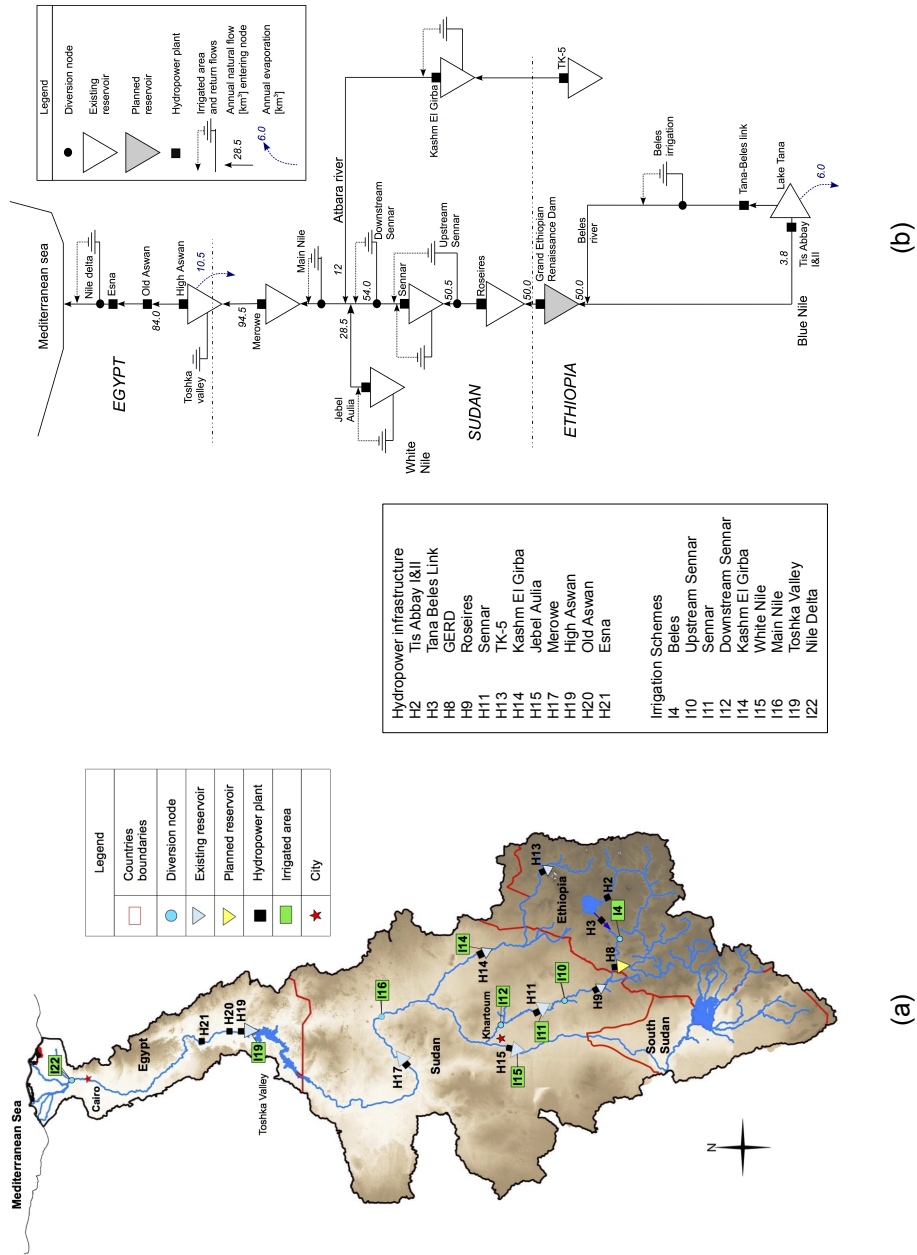 Mediterranean Sea
I22
Cairo
Egypt
H21
H20
H19
I19
Toshka Valley
I16
H17
Sudan
I14
H14
Khartoum
I12
H15
I15
H11
I11
I10
H9
H13
Ethiopia
H3
H2
I4
H8
South
Sudan
N
Legend
Countries
boundaries
Diversion node
Existing reservoir
Planned reservoir
Hydropower plant
Irrigated area
City
(a)
Hydropower infrastructure
H2 Tis Abbay I&II
H3 Tana Beles Link
H8 GERD
H9 Roseires
H11 Sennar
H13 TK-5
H14 Kashm El Girba
H15 Jebel Aulia
H17 Merowe
H19 High Aswan
H20 Old Aswan
H21 Esna
Irrigation Schemes
I4 Beles
I10 Upstream Sennar
I11 Sennar
I12 Downstream Sennar
I14 Kashm El Girba
I15 White Nile
I16 Main Nile
I19 Toshka Valley
I22 Nile Delta
Mediterranean sea
Nile delta
Esna
Old Aswan
84.0
High Aswan
10.5
EGYPT
Toshka
valley
94.5
Merowe
Main Nile
Atbara river
12
28.5
Jebel
Aulia
White
Nile
54.0
Downstream
Sennar
Sennar
50.5
Upstream
Sennar
Roseires
SUDAN
50.0
ETHIOPIA
Grand Ethiopian
Renaissance Dam
50.0
Kashm El Girba
TK-5
Beles
river
Beles
irrigation
Tana-Beles link
Lake Tana
6.0
3.8
Tis Abbay
I&II
Blue Nile
Legend
Diversion node
Existing
reservoir
Planned
reservoir
Hydropower plant
Irrigated area
and return flows
28.5
Annual natural flow
[km³] entering node
6.0
Annual evaporation
[km³]
(b)